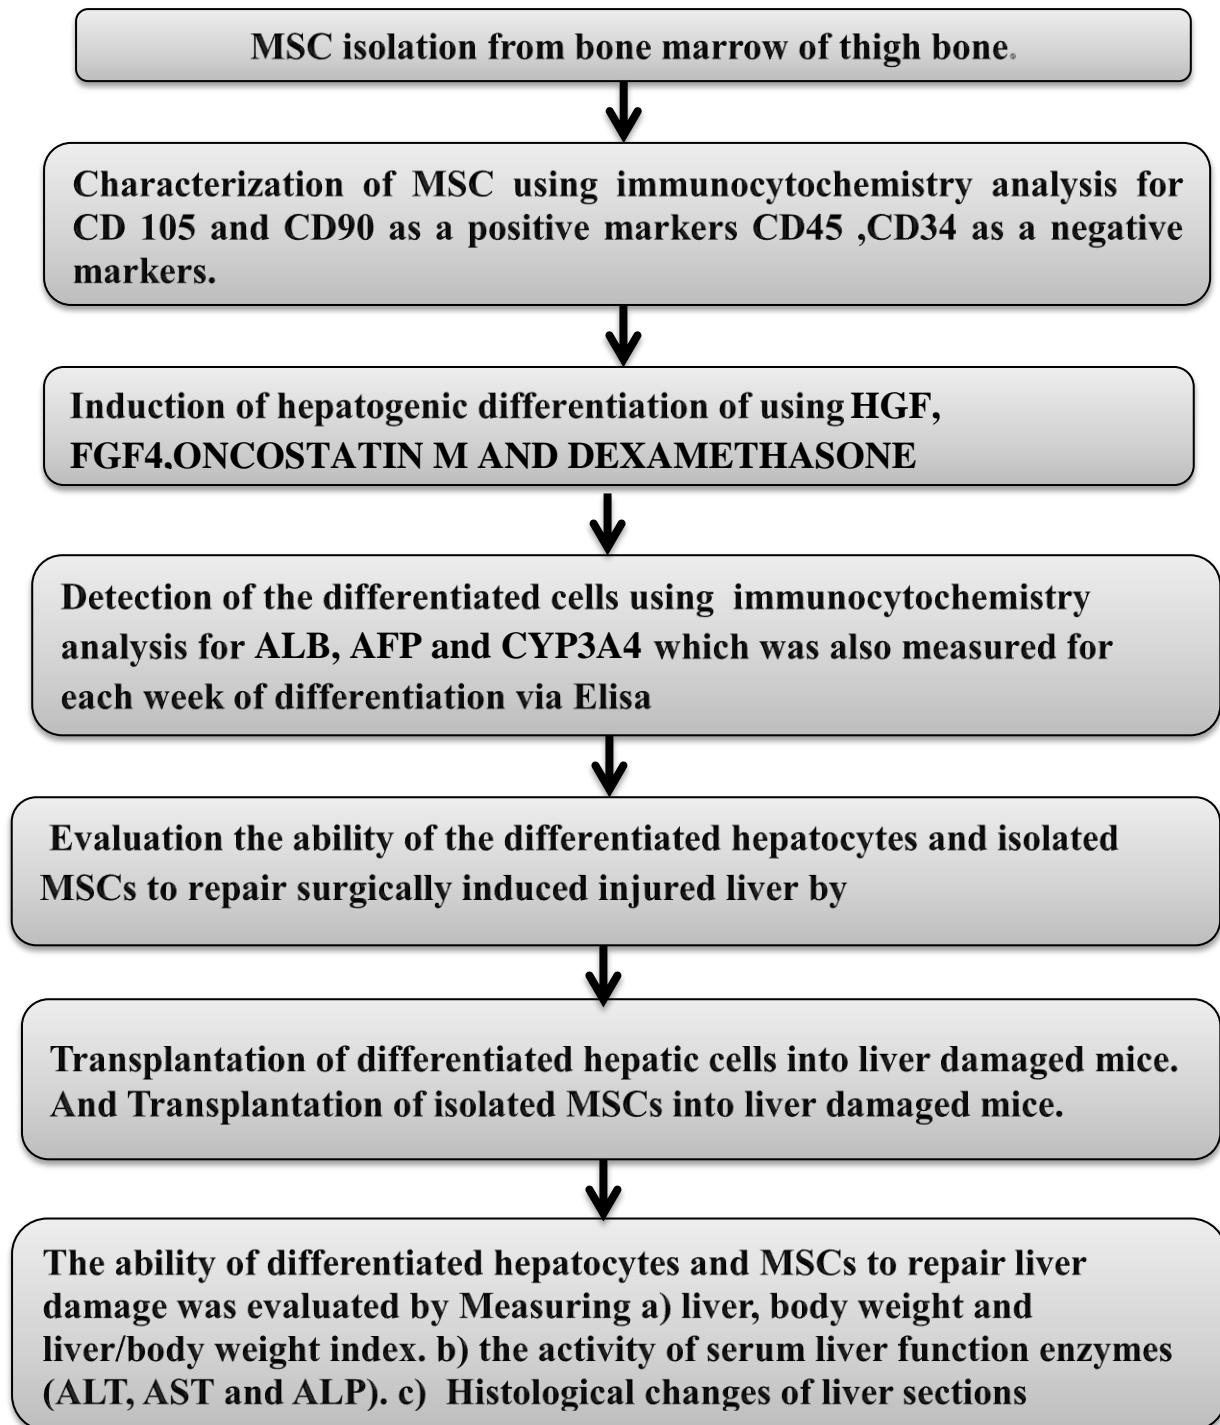 MSC isolation from bone marrow of thigh bone.
Characterization of MSC using immunocytochemistry analysis for
CD 105 and CD90 as a positive markers CD45 ,CD34 as a negative
markers.
Induction of hepatogenic differentiation of using HGF,
FGF4,ONCOSTATIN M AND DEXAMETHASONE
Detection of the differentiated cells using immunocytochemistry
analysis for ALB, AFP and CYP3A4 which was also measured for
each week of differentiation via Elisa
Evaluation the ability of the differentiated hepatocytes and isolated
MSCs to repair surgically induced injured liver by
Transplantation of differentiated hepatic cells into liver damaged mice.
And Transplantation of isolated MSCs into liver damaged mice.
The ability of differentiated hepatocytes and MSCs to repair liver
damage was evaluated by Measuring a) liver, body weight and
liver/body weight index. b) the activity of serum liver function enzymes
(ALT, AST and ALP). c) Histological changes of liver sections